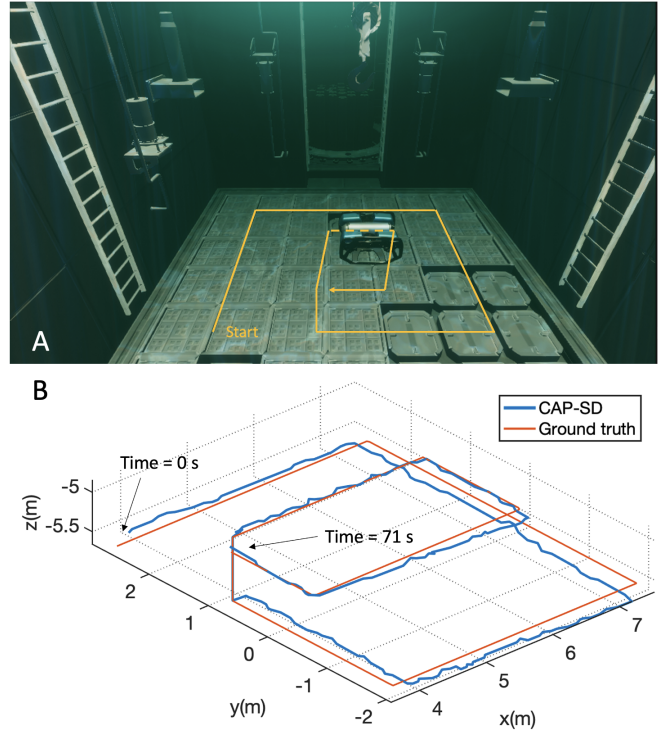 Start
A
B
CAP-SD
Ground truth
Time = 0 s
-5
z(m)
-5.5
Time = 71 s
2
1
0
-1
-2
y(m)
7
6
5
4
x(m)